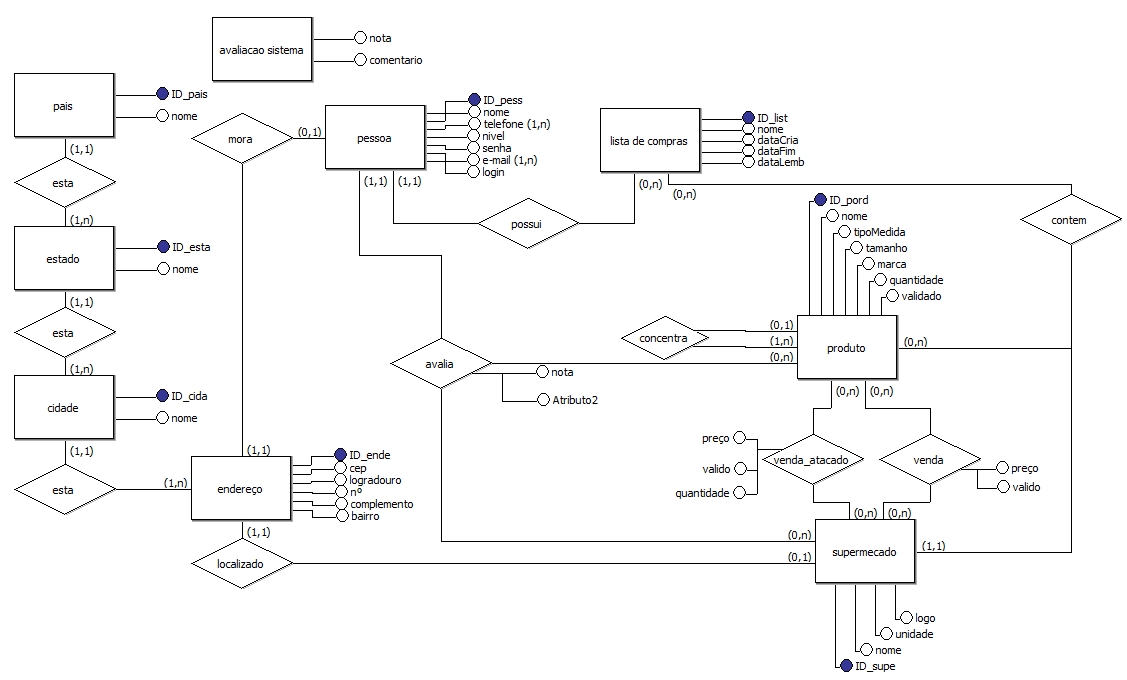 avaliacao sistema
nota
comentario
pais
ID_pais
nome
(1,1)
esta
(1,n)
estado
ID_esta
nome
(1,1)
esta
(1,n)
cidade
ID_cida
nome
(1,1)
esta
(1,n)
mora
(0,1)
(1,1)
pessoa
ID_pess
nome
telefone (1,n)
nivel
senha
e-mail (1,n)
login
(1,1)
(1,1)
possui
(0,n)
(0,n)
lista de compras
ID_list
nome
dataCria
dataFim
dataLemb
contem
ID_pord
nome
tipoMedida
tamanho
marca
quantidade
validado
concentra
(0,1)
(1,n)
(0,n)
produto
(0,n)
(0,n)
(0,n)
avalia
nota
Atributo2
endereço
ID_ende
cep
logradouro
nº
complemento
bairro
(1,1)
localizado
preço
valido
quantidade
venda_atacado
venda
preço
valido
(0,n)
(0,n)
(0,n)
(0,1)
supermecado
(1,1)
logo
unidade
nome
ID_supe